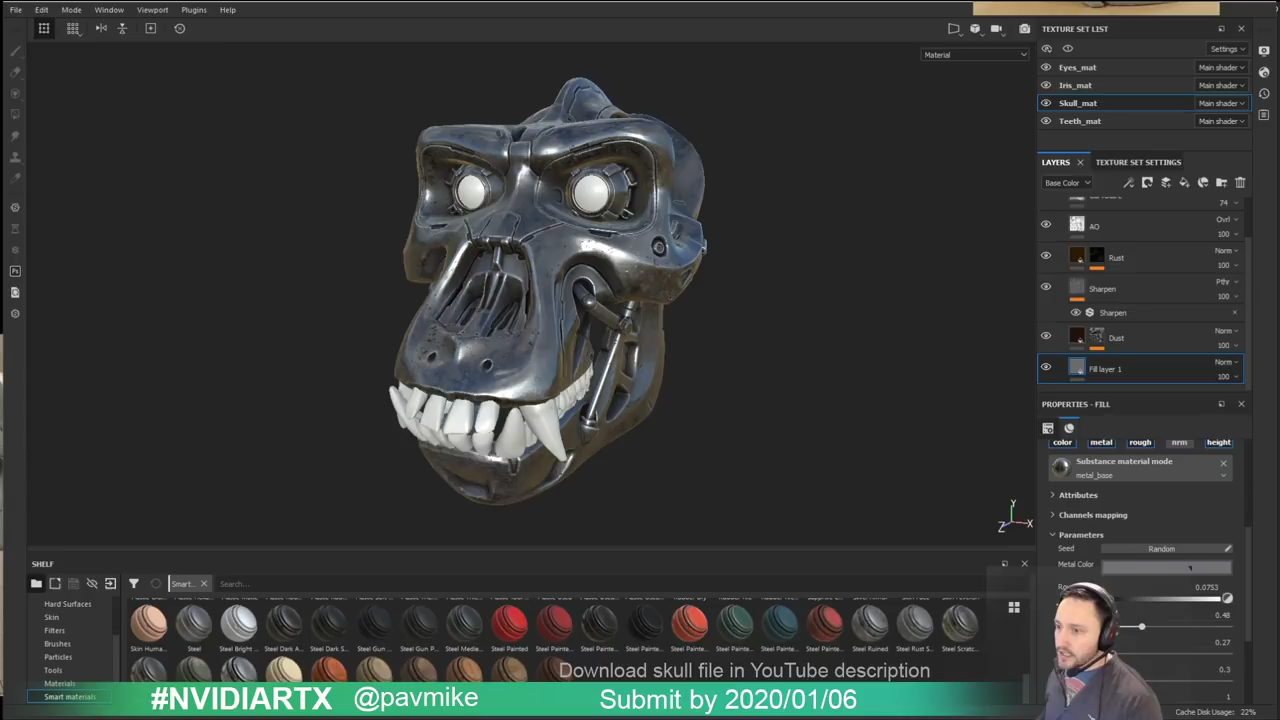 File Edit Mode Window Viewport Plugins Help
Material
TEXTURE SET LIST
Settings
Eyes_mat Main shader
Iris_mat Main shader
Skull_mat Main shader
Teeth_mat Main shader
LAYERS TEXTURE SET SETTINGS
Base Color
74
AO Ovrl
100
Rust Norm
100
Sharpen Pthr
100
Sharpen
Dust Norm
100
Fill layer 1 Norm
100
PROPERTIES - FILL
color metal rough nrm height
Substance material mode
metal_base
Attributes
Channels mapping
Parameters
Seed Random
Metal Color
0.0753
0.48
0.27
0.3
1
Y
Z X
SHELF
Smart...
Search...
Hard Surfaces
Skin
Filters
Brushes
Particles
Tools
Materials
Smart materials
Skin Huma... Steel Steel Bright... Steel Dark A... Steel Dark S... Steel Gun ... Steel Gun P... Steel Medie... Steel Painted Steel Painte... Steel Painte... Steel Painte... Steel Painte... Steel Painte... Steel Painte... Steel Painte... Steel Ruined Steel Rust S... Steel Scratc...
Download skull file in YouTube description
#NVIDIARTX @pavmike Submit by 2020/01/06
Cache Disk Usage: 22%